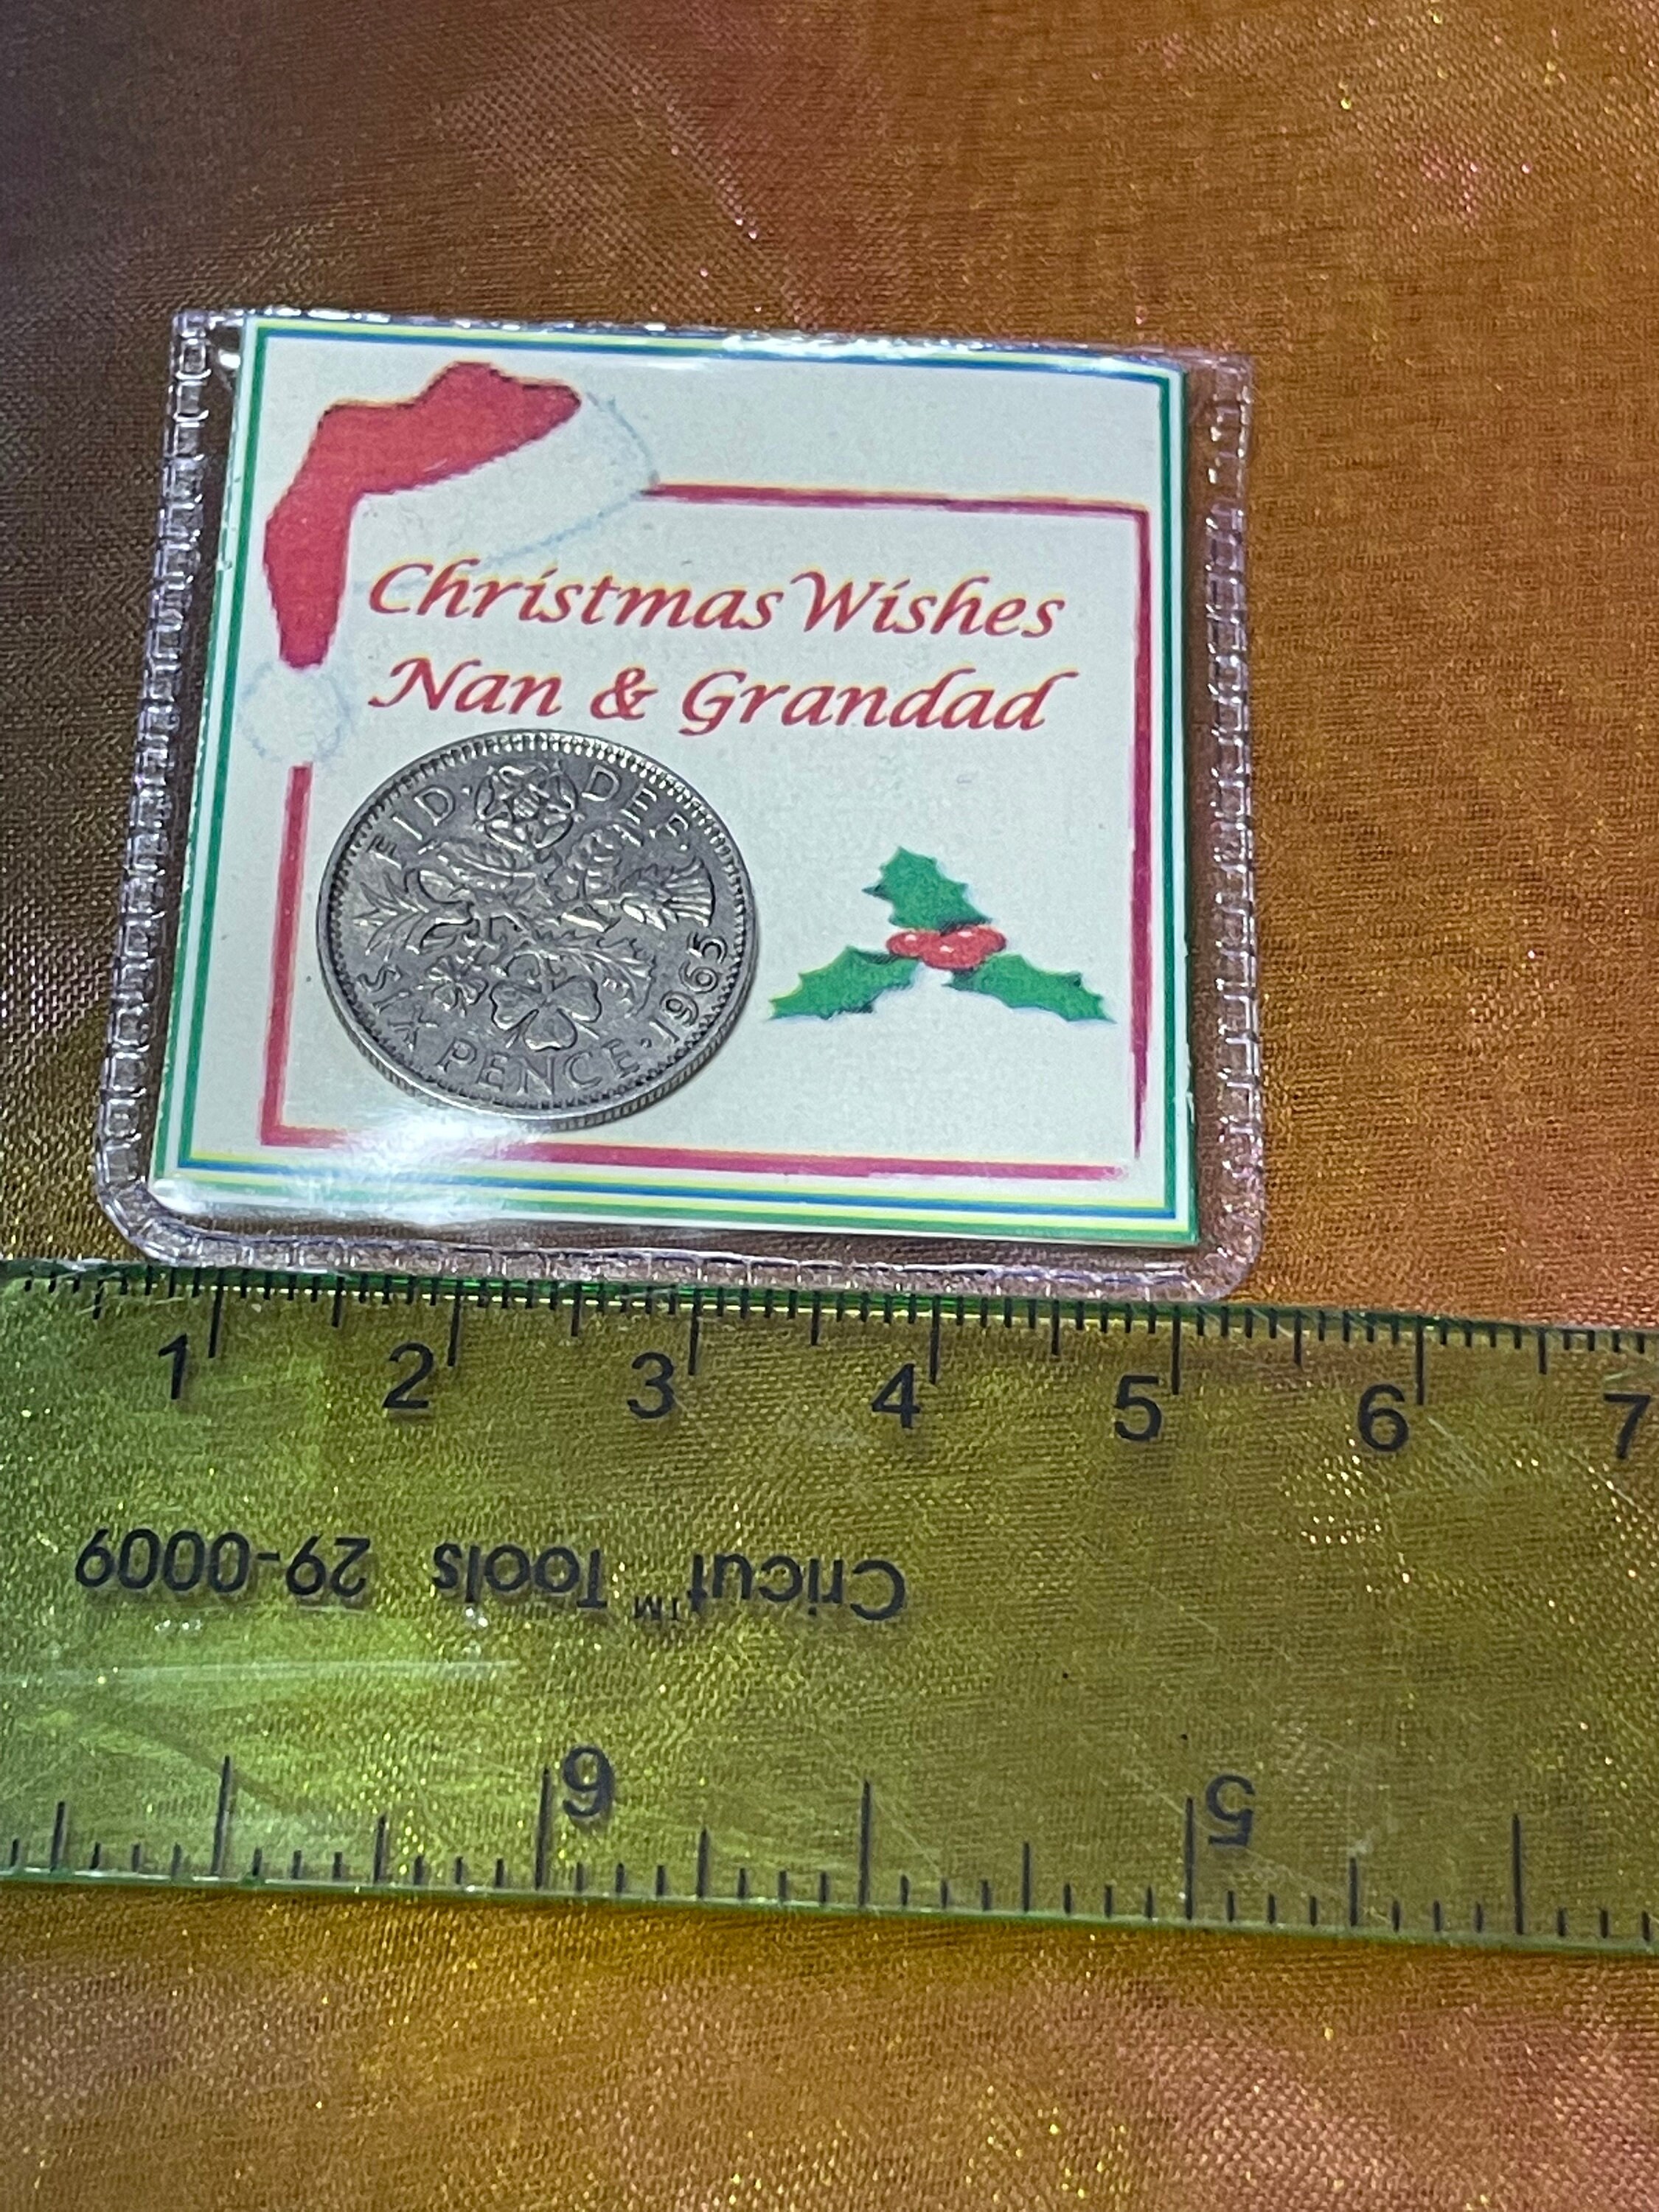 Christmas Wishes
Nan & Grandad
FID · DEF
SIX PENCE · 1965
1 2 3 4 5 6 7
Cricut™ Tools 29-0009
6 5